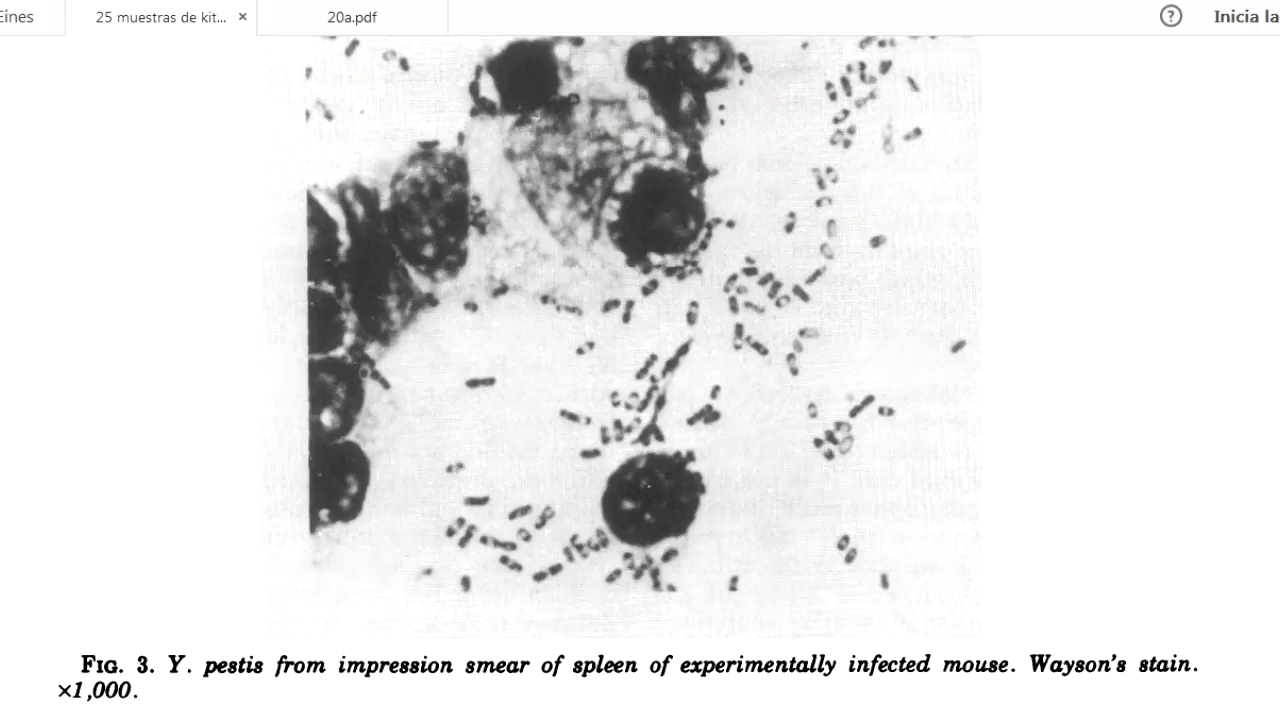 Eines
25 muestras de kit... ×
20a.pdf
? Inicia la
FIG. 3. Y. pestis from impression smear of spleen of experimentally infected mouse. Wayson's stain.
×1,000.